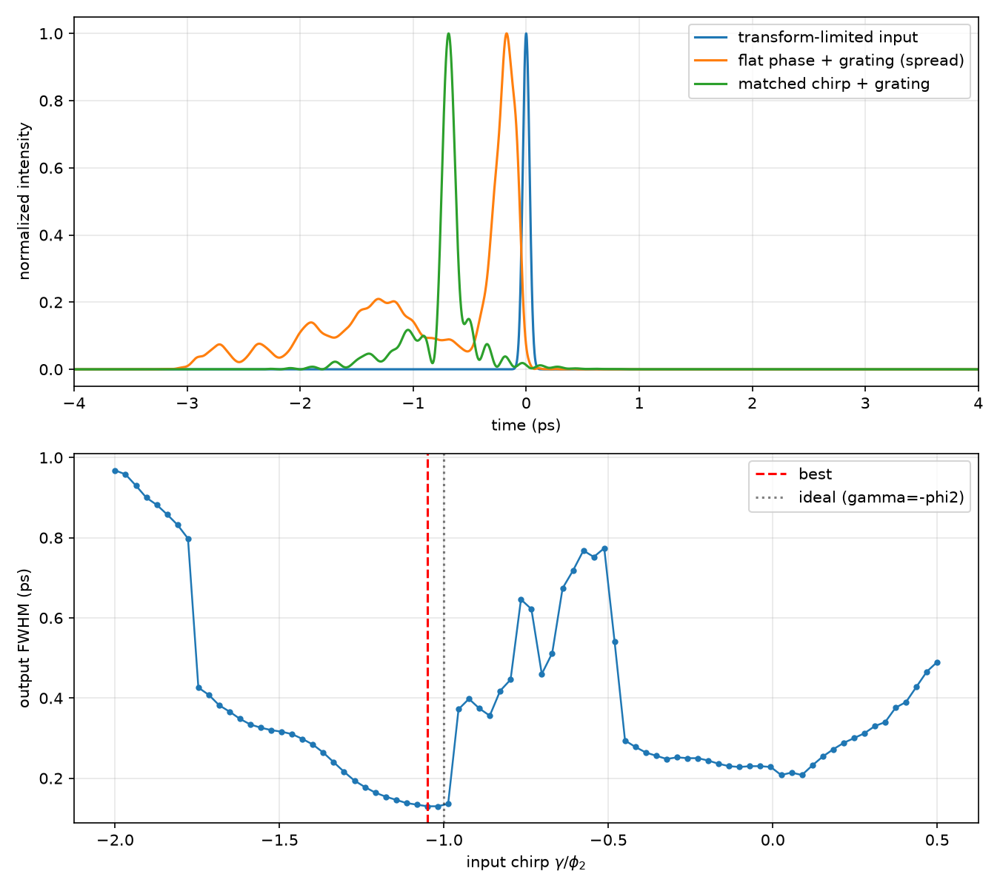 normalized intensity
1.0
0.8
0.6
0.4
0.2
0.0
transform-limited input
flat phase + grating (spread)
matched chirp + grating
−4
−3
−2
−1
0
1
2
3
4
time (ps)
output FWHM (ps)
1.0
0.8
0.6
0.4
0.2
best
ideal (gamma=-phi2)
−2.0
−1.5
−1.0
−0.5
0.0
0.5
input chirp γ/ϕ₂